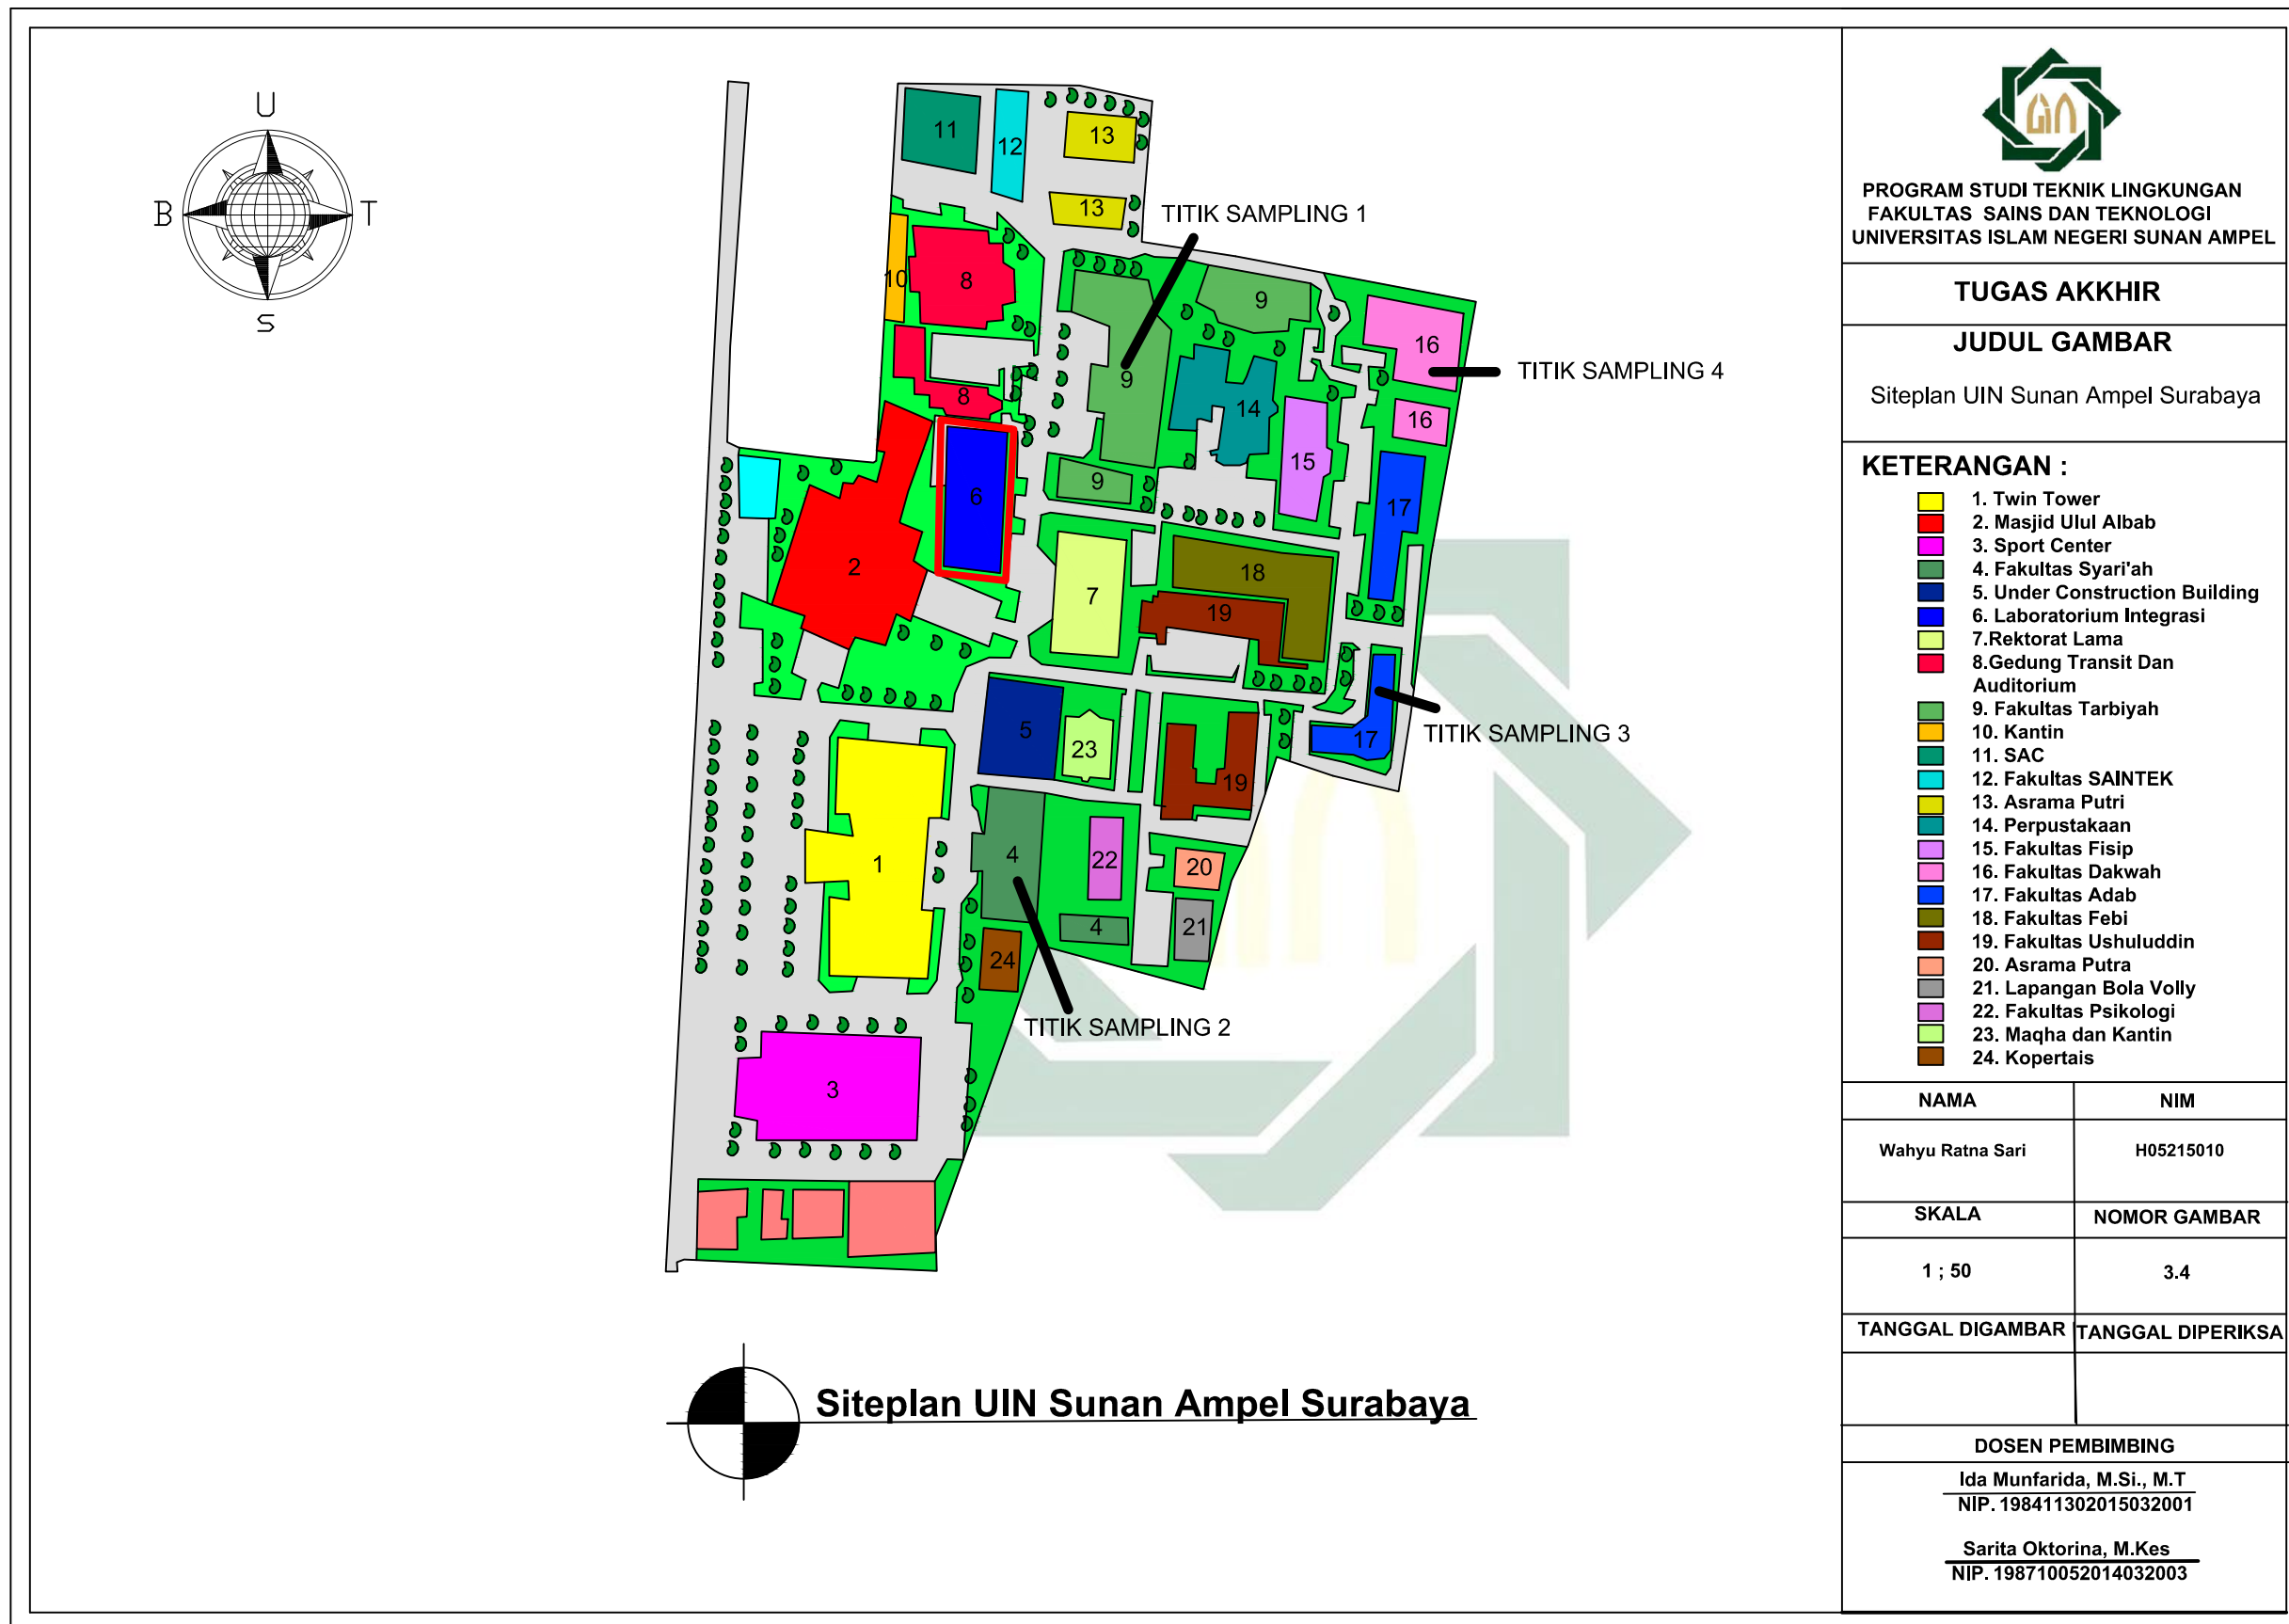 U
B
T
S
11
12
13
13
TITIK SAMPLING 1
10
8
9
9
16
TITIK SAMPLING 4
8
9
14
16
15
6
9
17
2
7
18
19
5
23
17
TITIK SAMPLING 3
19
1
4
22
20
4
21
24
TITIK SAMPLING 2
3
Siteplan UIN Sunan Ampel Surabaya
UIN
PROGRAM STUDI TEKNIK LINGKUNGAN
FAKULTAS SAINS DAN TEKNOLOGI
UNIVERSITAS ISLAM NEGERI SUNAN AMPEL
TUGAS AKKHIR
JUDUL GAMBAR
Siteplan UIN Sunan Ampel Surabaya
KETERANGAN :
1. Twin Tower
2. Masjid Ulul Albab
3. Sport Center
4. Fakultas Syari'ah
5. Under Construction Building
6. Laboratorium Integrasi
7.Rektorat Lama
8.Gedung Transit Dan
Auditorium
9. Fakultas Tarbiyah
10. Kantin
11. SAC
12. Fakultas SAINTEK
13. Asrama Putri
14. Perpustakaan
15. Fakultas Fisip
16. Fakultas Dakwah
17. Fakultas Adab
18. Fakultas Febi
19. Fakultas Ushuluddin
20. Asrama Putra
21. Lapangan Bola Volly
22. Fakultas Psikologi
23. Maqha dan Kantin
24. Kopertais
NAMA NIM
Wahyu Ratna Sari H05215010
SKALA NOMOR GAMBAR
1 ; 50 3.4
TANGGAL DIGAMBAR TANGGAL DIPERIKSA
DOSEN PEMBIMBING
Ida Munfarida, M.Si., M.T
NIP. 198411302015032001
Sarita Oktorina, M.Kes
NIP. 198710052014032003